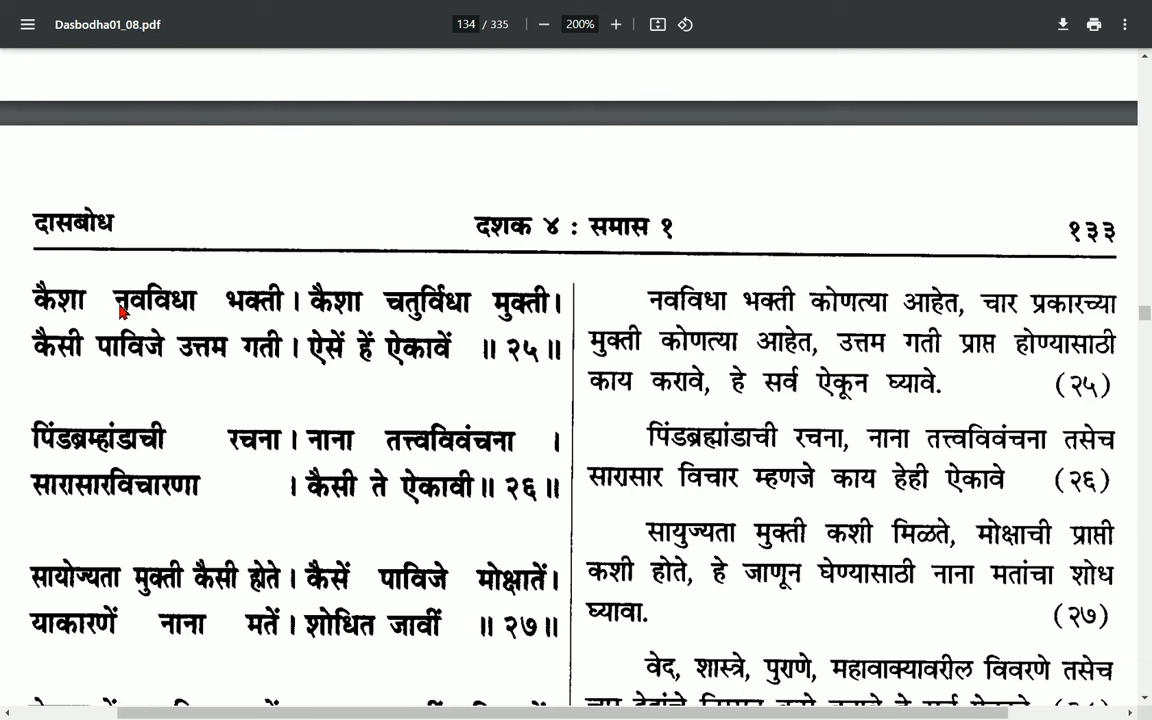 Dasbodha01_08.pdf
134 / 335
200%
दासबोध दशक ४ : समास १ १३३
कैशा नवविधा भक्ती । कैशा चतुर्विधा मुक्ती ।
कैसी पाविजे उत्तम गती । ऐसें हें ऐकावें ॥ २५ ॥
पिंडब्रम्हांडाची रचना । नाना तत्त्वविवंचना ।
सारासारविचारणा । कैसी ते ऐकावी ॥ २६ ॥
सायोज्यता मुक्ती कैसी होते । कैसें पाविजे मोक्षातें ।
याकारणें नाना मतें । शोधित जावीं ॥ २७ ॥
नवविधा भक्ती कोणत्या आहेत, चार प्रकारच्या
मुक्ती कोणत्या आहेत, उत्तम गती प्राप्त होण्यासाठी
काय करावे, हे सर्व ऐकून घ्यावे. (२५)
पिंडब्रह्यांडाची रचना, नाना तत्त्वविवंचना तसेच
सारासार विचार म्हणजे काय हेही ऐकावे (२६)
सायुज्यता मुक्ती कशी मिळते, मोक्षाची प्राप्ती
कशी होते, हे जाणून घेण्यासाठी नाना मतांचा शोध
घ्यावा. (२७)
वेद, शास्त्रे, पुराणे, महावाक्यावरील विवरणे तसेच